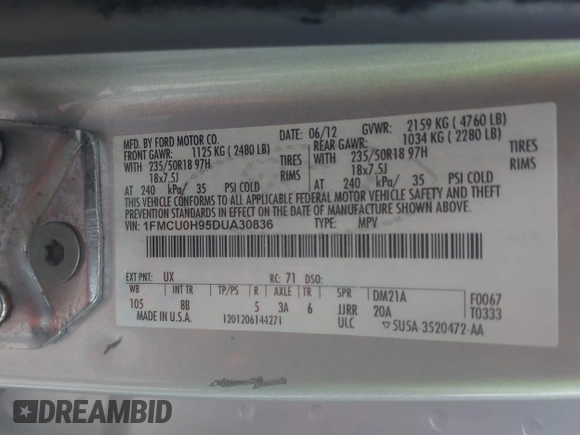 MFD. BY FORD MOTOR CO.
DATE: 06/12 GVWR: 2159 KG ( 4760 LB)
FRONT GAWR: 1125 KG ( 2480 LB)
REAR GAWR: 1034 KG ( 2280 LB)
WITH 235/50R18 97H TIRES
WITH 235/50R18 97H TIRES
18x7.5J RIMS
18x7.5J RIMS
AT 240 kPa/ 35 PSI COLD
AT 240 kPa/ 35 PSI COLD
THIS VEHICLE CONFORMS TO ALL APPLICABLE FEDERAL MOTOR VEHICLE SAFETY AND THEFT
PREVENTION STANDARDS IN EFFECT ON THE DATE OF MANUFACTURE SHOWN ABOVE.
VIN: 1FMCU0H95DUA30836
TYPE: MPV
EXT PNT: UX RC: 71 DSO:
WB INT TR TP/PS R AXLE TR SPR DM21A F0067
105 8B 5 3A 6 JJRR 20A T0333
MADE IN U.S.A. 1201206144271 ULC ▽5U5A-3520472-AA
DREAMBID